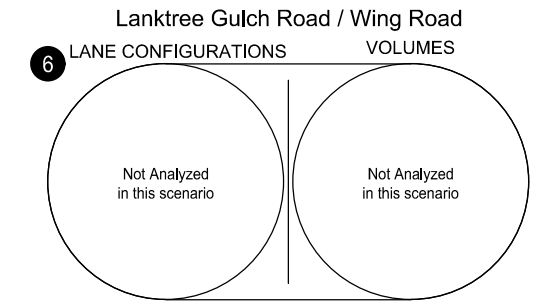 Lanktree Gulch Road / Wing Road
6
LANE CONFIGURATIONS
VOLUMES
Not Analyzed
in this scenario
Not Analyzed
in this scenario